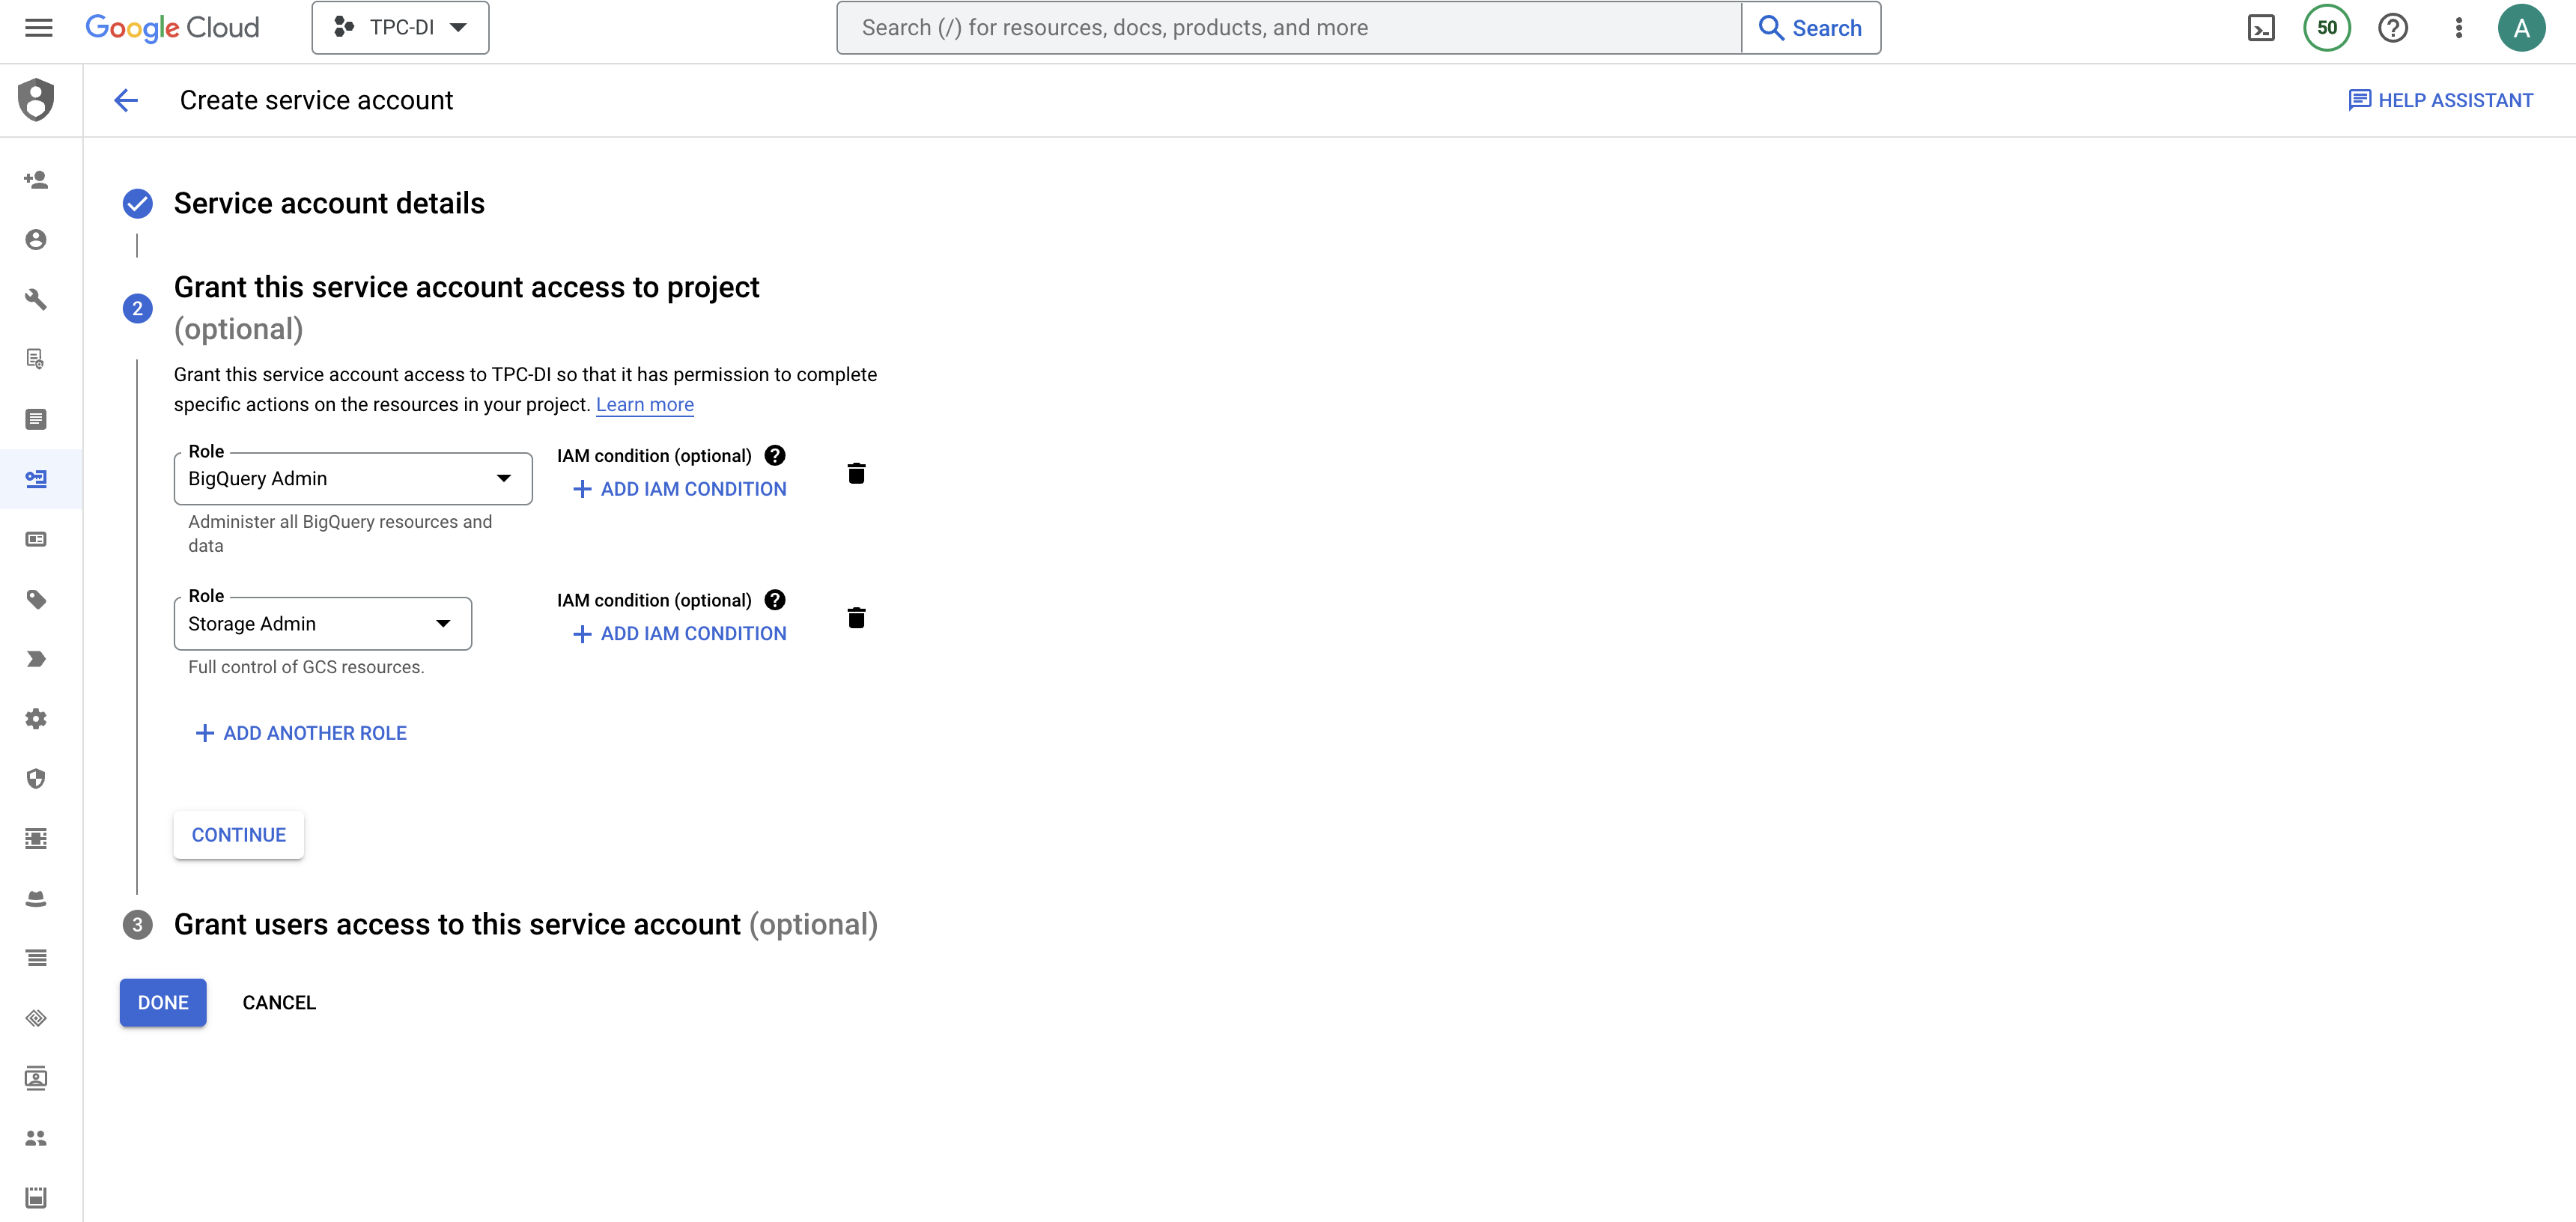 Google Cloud
TPC-DI
Search (/) for resources, docs, products, and more
Search
50
A
Create service account
HELP ASSISTANT
Service account details
2
Grant this service account access to project
(optional)
Grant this service account access to TPC-DI so that it has permission to complete
specific actions on the resources in your project. Learn more
Role
BigQuery Admin
IAM condition (optional)
ADD IAM CONDITION
Administer all BigQuery resources and
data
Role
Storage Admin
IAM condition (optional)
ADD IAM CONDITION
Full control of GCS resources.
ADD ANOTHER ROLE
CONTINUE
3
Grant users access to this service account (optional)
DONE
CANCEL